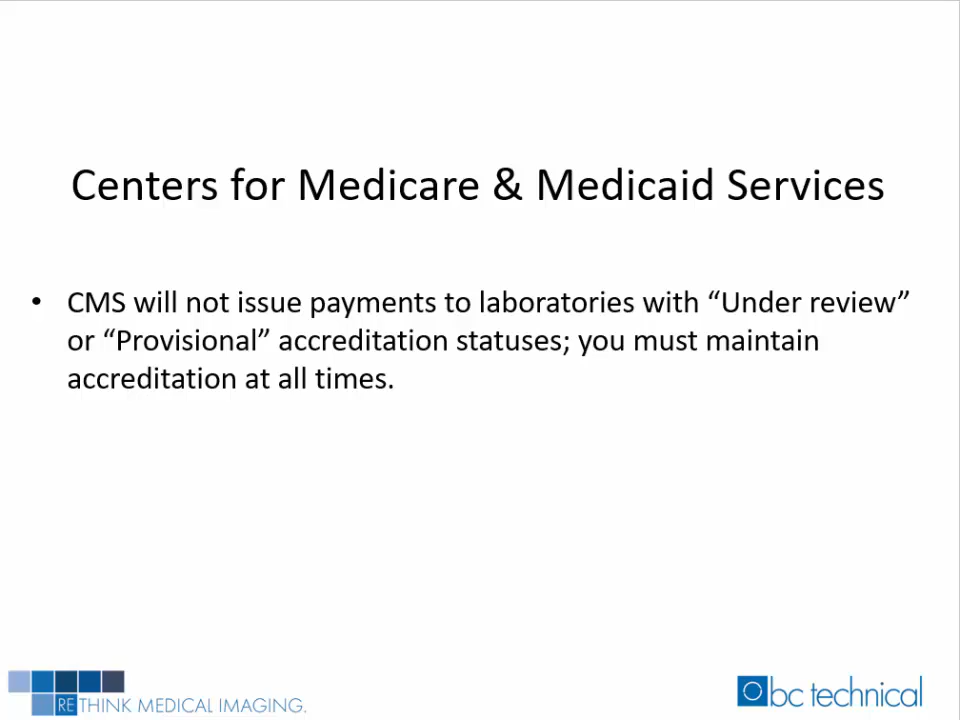 Centers for Medicare & Medicaid Services
• CMS will not issue payments to laboratories with “Under review”
or “Provisional” accreditation statuses; you must maintain
accreditation at all times.
RETHINK MEDICAL IMAGING.
bc technical